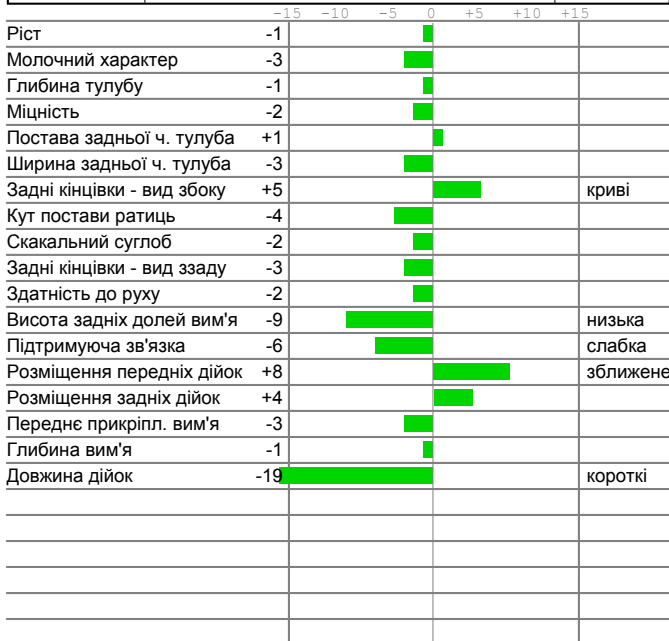 -15 -10 -5 0 +5 +10 +15
Ріст -1
Молочний характер -3
Глибина тулубу -1
Міцність -2
Постава задньої ч. тулуба +1
Ширина задньої ч. тулуба -3
Задні кінцівки - вид збоку +5 криві
Кут постави ратиць -4
Скакальний суглоб -2
Задні кінцівки - вид ззаду -3
Здатність до руху -2
Висота задніх долей вим'я -9 низька
Підтримуюча зв'язка -6 слабка
Розміщення передніх дійок +8 зближене
Розміщення задніх дійок +4
Переднє прикріпл. вим'я -3
Глибина вим'я -1
Довжина дійок -19 короткі